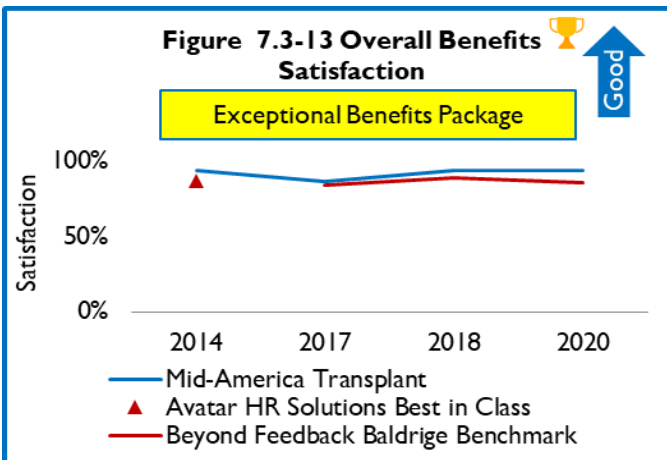 Figure 7.3-13 Overall Benefits
Satisfaction
Good
Exceptional Benefits Package
100%
50%
0%
Satisfaction
2014 2017 2018 2020
Mid-America Transplant
Avatar HR Solutions Best in Class
Beyond Feedback Baldrige Benchmark